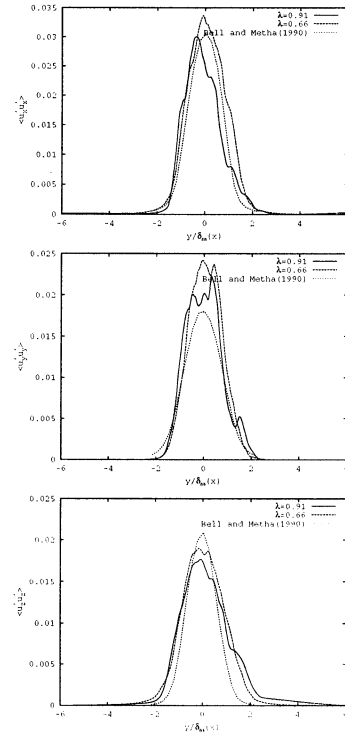 0.035
0.03
0.025
0.02
0.015
0.01
0.005
0
<u'xu'x>
λ=0.91
λ=0.66
Bell and Metha(1990)
-6 -4 -2 0 2 4 6
y/δm(x)
0.025
0.02
0.015
0.01
0.005
0
<u'yu'y>
λ=0.91
λ=0.66
Bell and Metha(1990)
-6 -4 -2 0 2 4 6
0.025
0.02
0.015
0.01
0.005
0
<u'zu'z>
λ=0.91
λ=0.66
Bell and Metha(1990)
-6 -4 -2 0 2 4 6